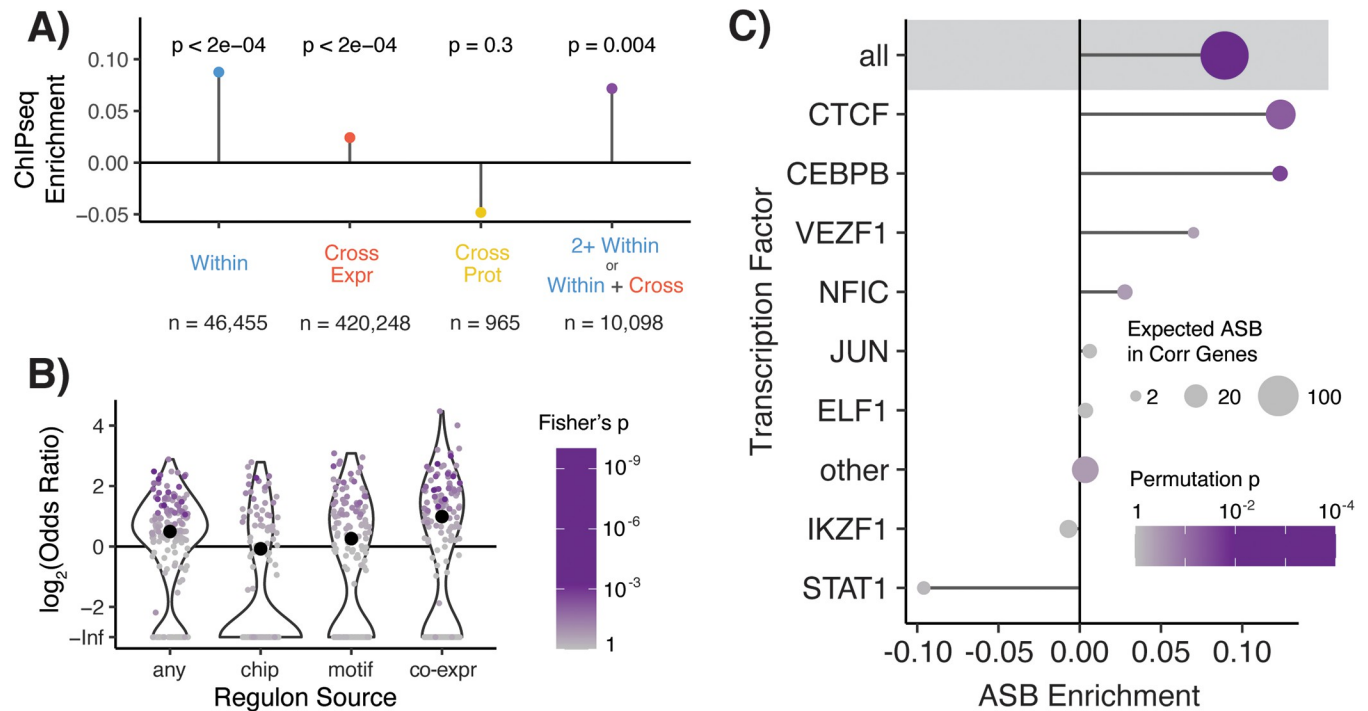 A)
p < 2e−04 p < 2e−04 p = 0.3 p = 0.004
ChIPseq
Enrichment
0.10
0.05
0.00
−0.05
Within
Cross
Expr
Cross
Prot
2+ Within
or
Within + Cross
n = 46,455 n = 420,248 n = 965 n = 10,098
B)
log2(Odds Ratio)
4
2
0
−2
−Inf
any chip motif co-expr
Regulon Source
Fisher's p
10-9
10-6
10-3
1
C)
Transcription Factor
all
CTCF
CEBPB
VEZF1
NFIC
JUN
ELF1
other
IKZF1
STAT1
Expected ASB
in Corr Genes
2 20 100
Permutation p
1 10-2 10-4
-0.10 -0.05 0.00 0.05 0.10
ASB Enrichment